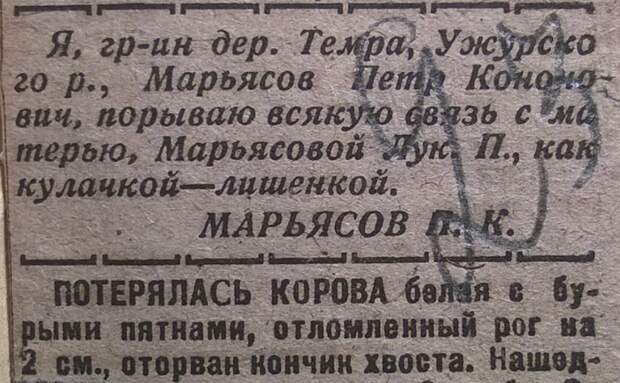 Я, гр-ин дер. Темра, Ужурско
го р., Марьясов Петр Кононо-
вич, порываю всякую связь с ма
терью, Марьясовой Лук. П., как
кулачкой—лишенкой.
МАРЬЯСОВ П. К.
ПОТЕРЯЛАСЬ КОРОВА белая с бу-
рыми пятнами, отломленный рог на
2 см., оторван кончик хвоста. Нашед-